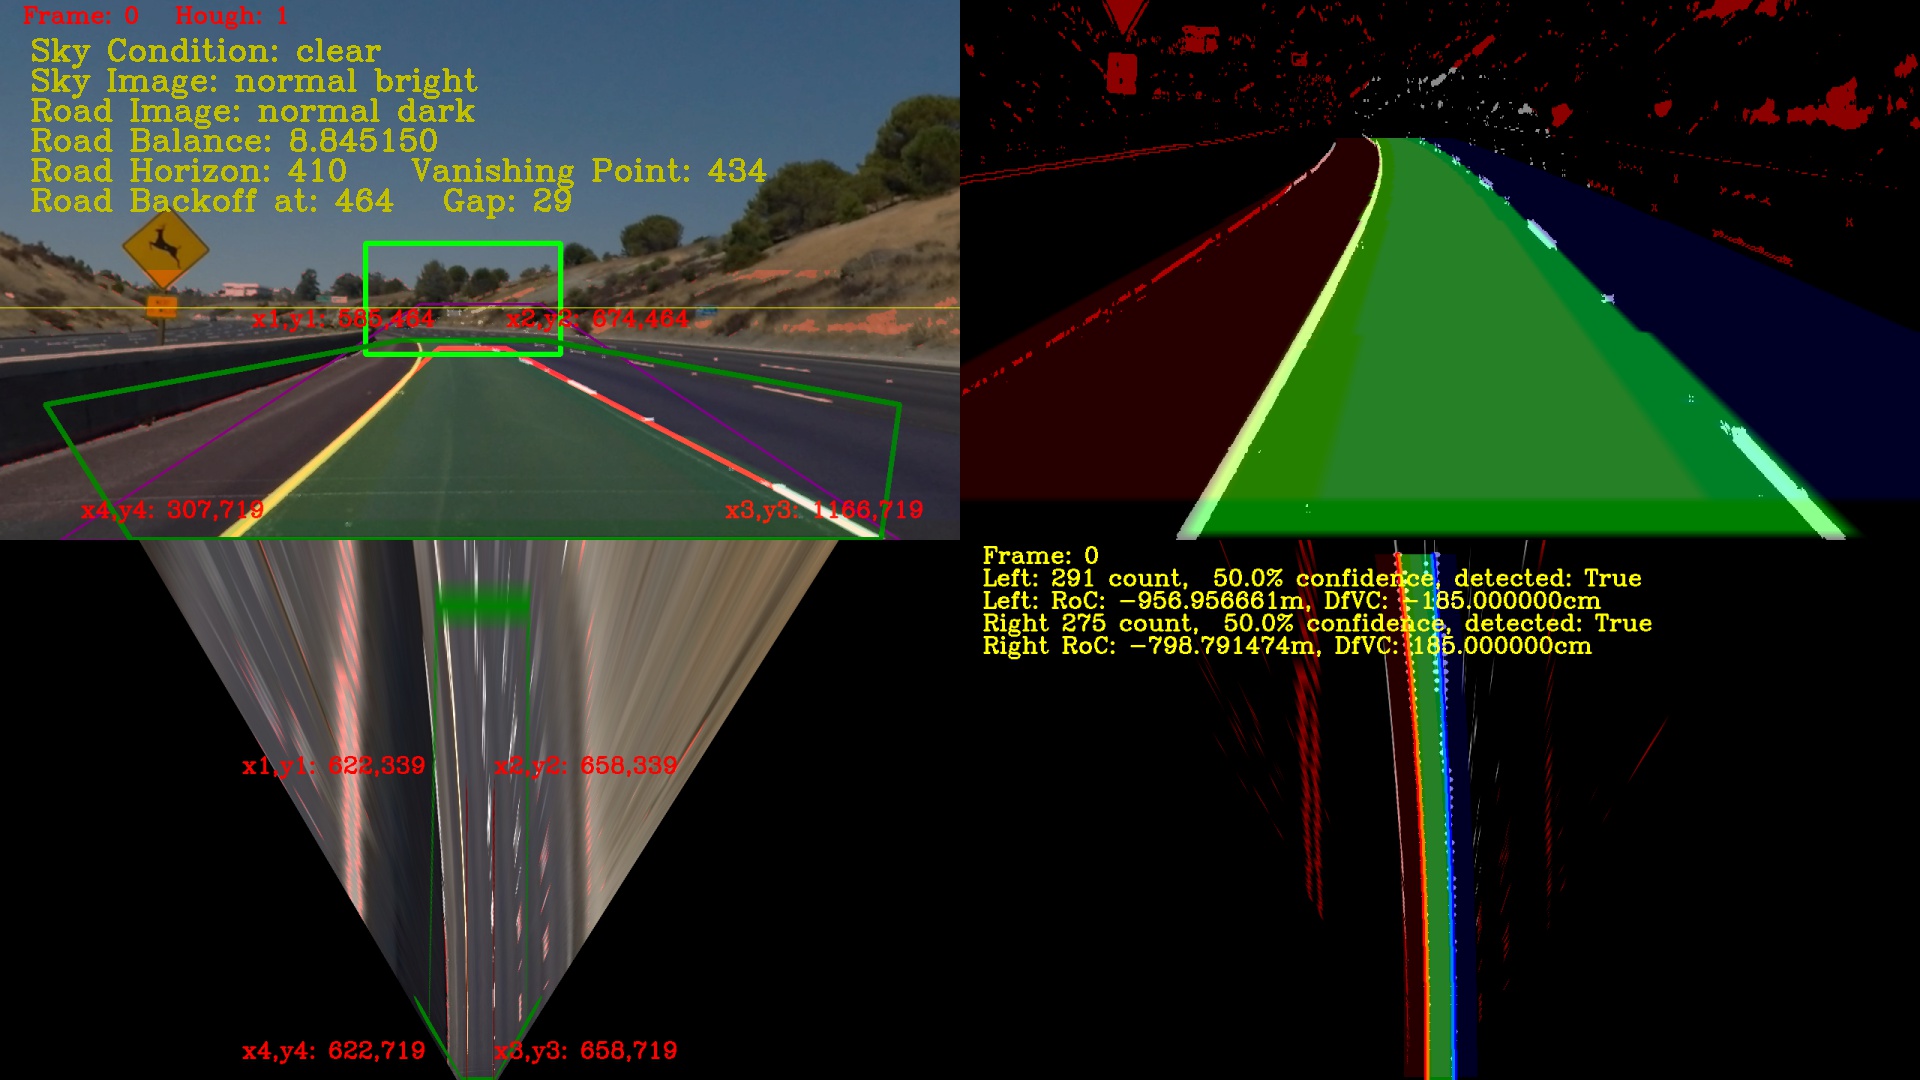 Frame: 0 Hough: 1
Sky Condition: clear
Sky Image: normal bright
Road Image: normal dark
Road Balance: 8.845150
Road Horizon: 410 Vanishing Point: 434
Road Backoff at: 464 Gap: 29
x1,y1: 585,464 x2,y2: 674,464
x4,y4: 307,719 x3,y3: 1166,719
Frame: 0
Left: 291 count, 50.0% confidence, detected: True
Left: RoC: -956.956661m, DfVC: -185.000000cm
Right 275 count, 50.0% confidence, detected: True
Right RoC: -798.791474m, DfVC: 185.000000cm
x1,y1: 622,339 x2,y2: 658,339
x4,y4: 622,719 x3,y3: 658,719